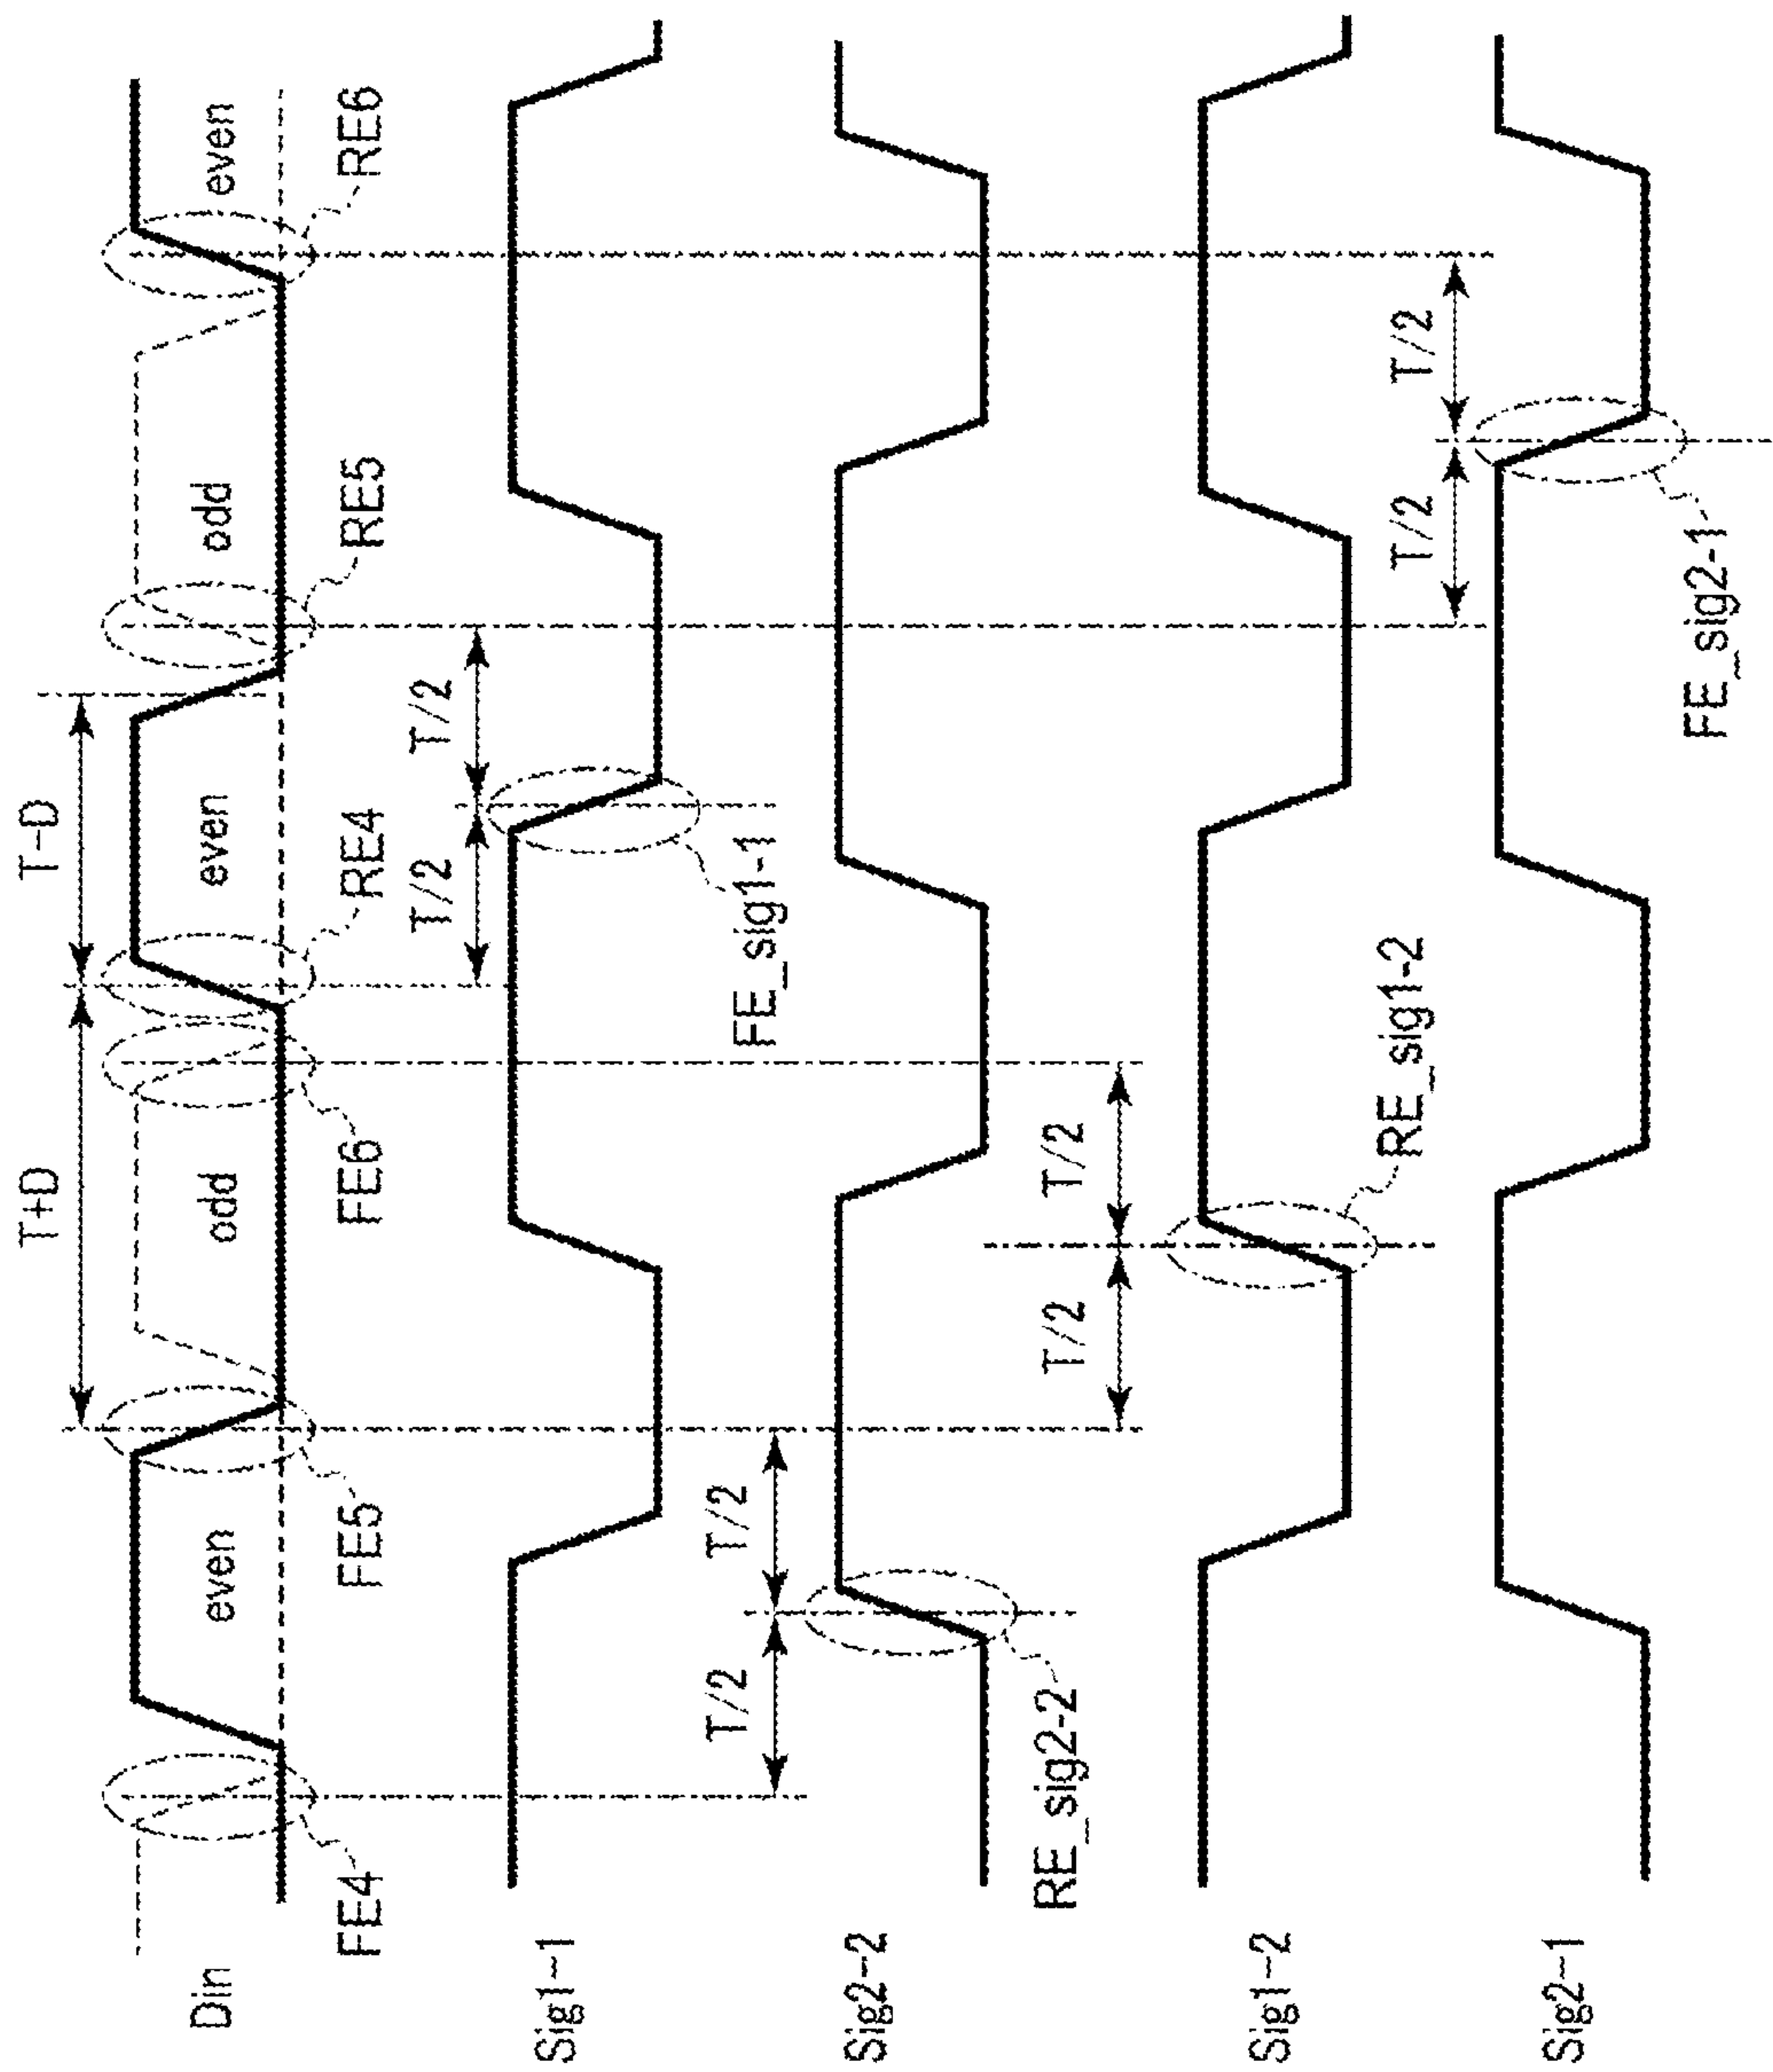 T+D
T−D
Din
even
odd
even
odd
even
FE4
FE5
FE6
RE4
RE5
RE6
T/2
T/2
Sig1−1
FE_sig1-1
T/2
T/2
Sig2−2
RE_sig2-2
T/2
T/2
Sig1−2
RE_sig1-2
T/2
T/2
Sig2−1
FE_sig2-1